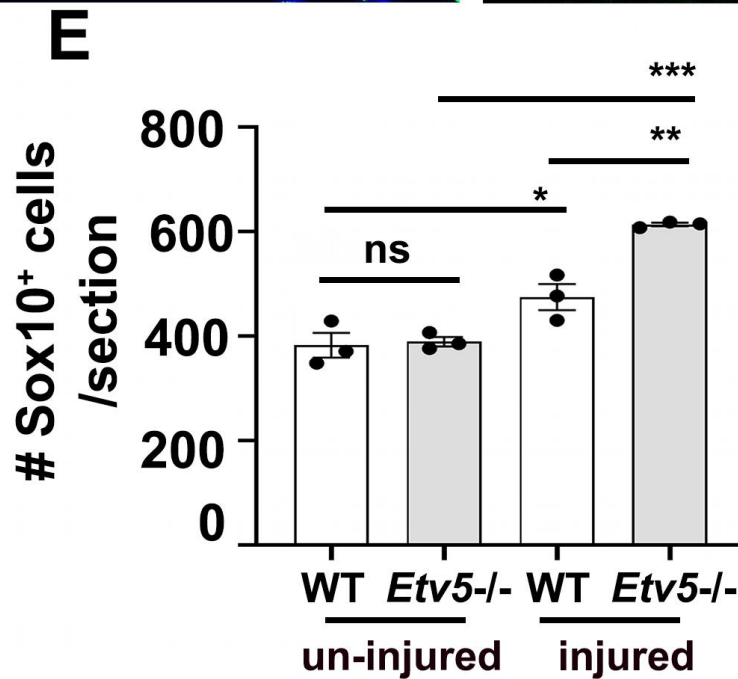 E
# Sox10⁺ cells
/section
800
600
400
200
0
***
**
*
ns
WT Etv5-/- WT Etv5-/-
un-injured injured